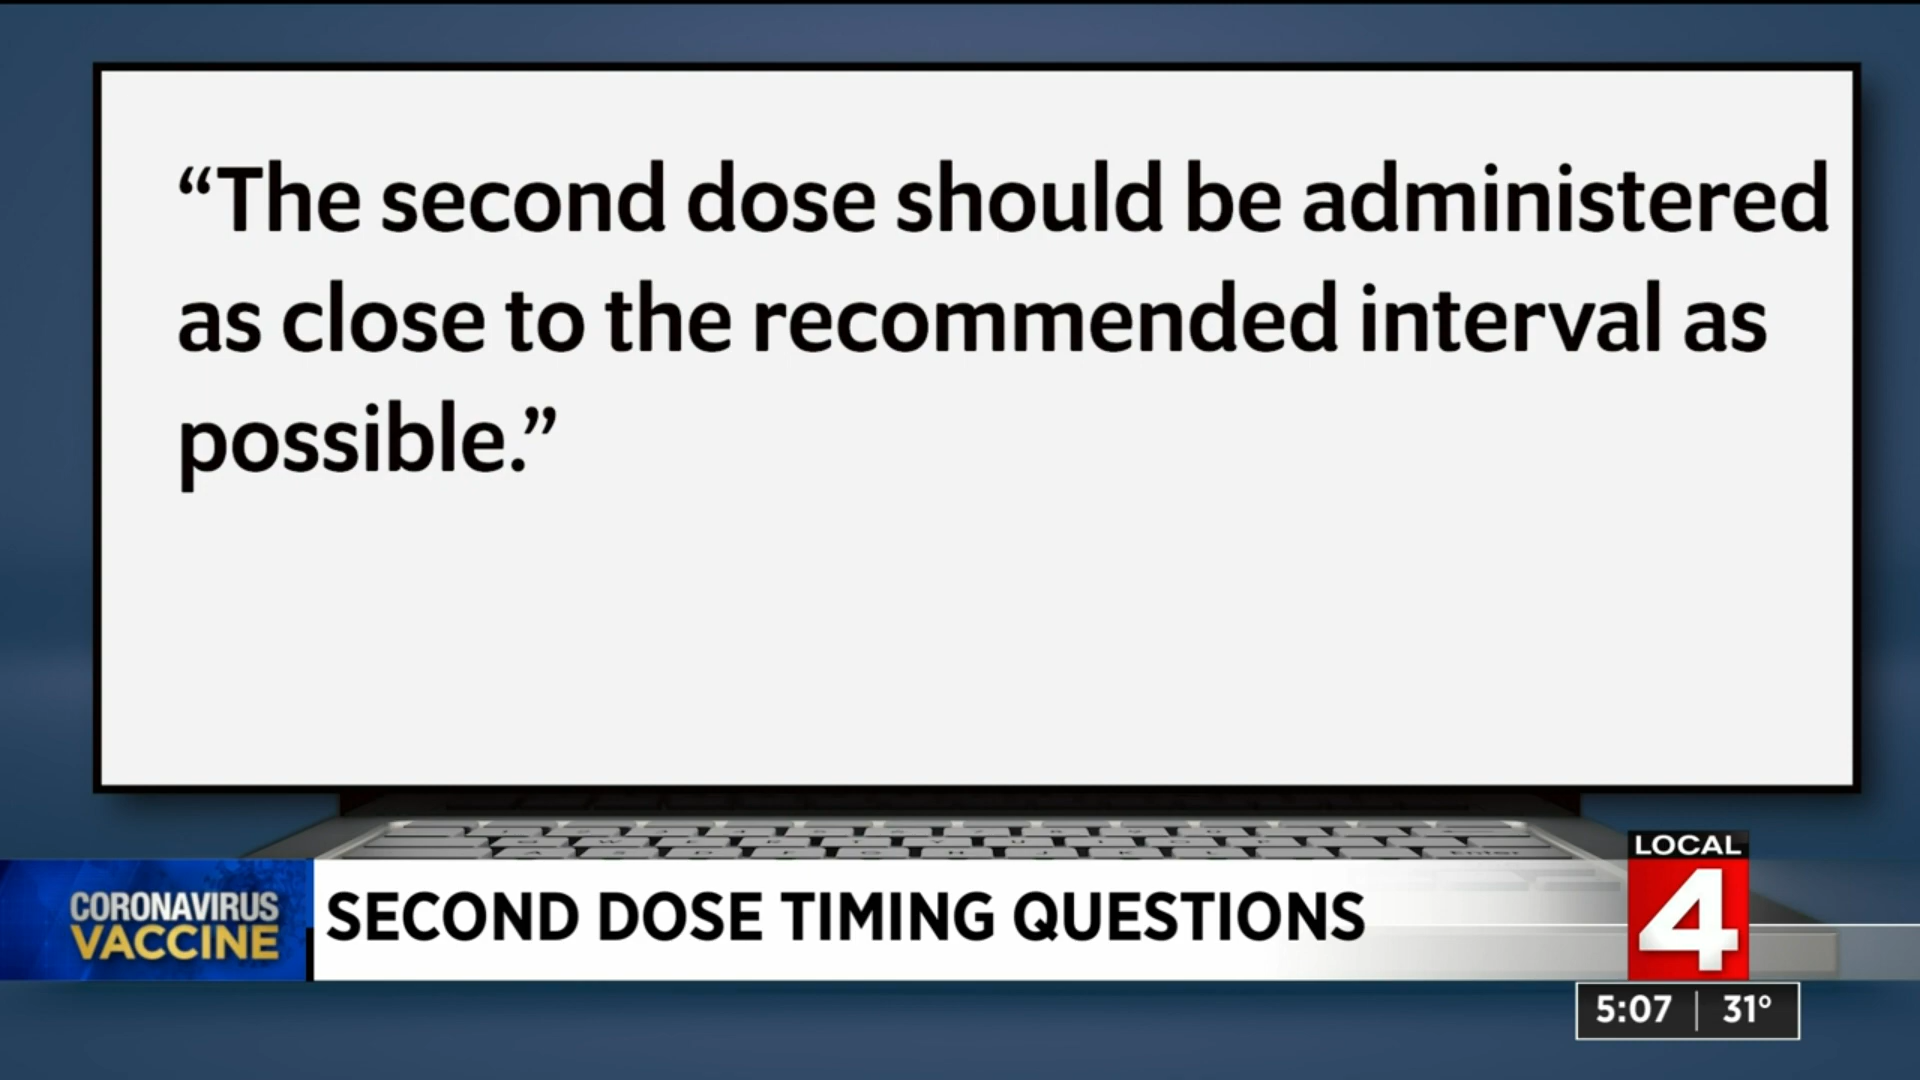 “The second dose should be administered
as close to the recommended interval as
possible.”
CORONAVIRUS
VACCINE
SECOND DOSE TIMING QUESTIONS
LOCAL
4
5:07 | 31°